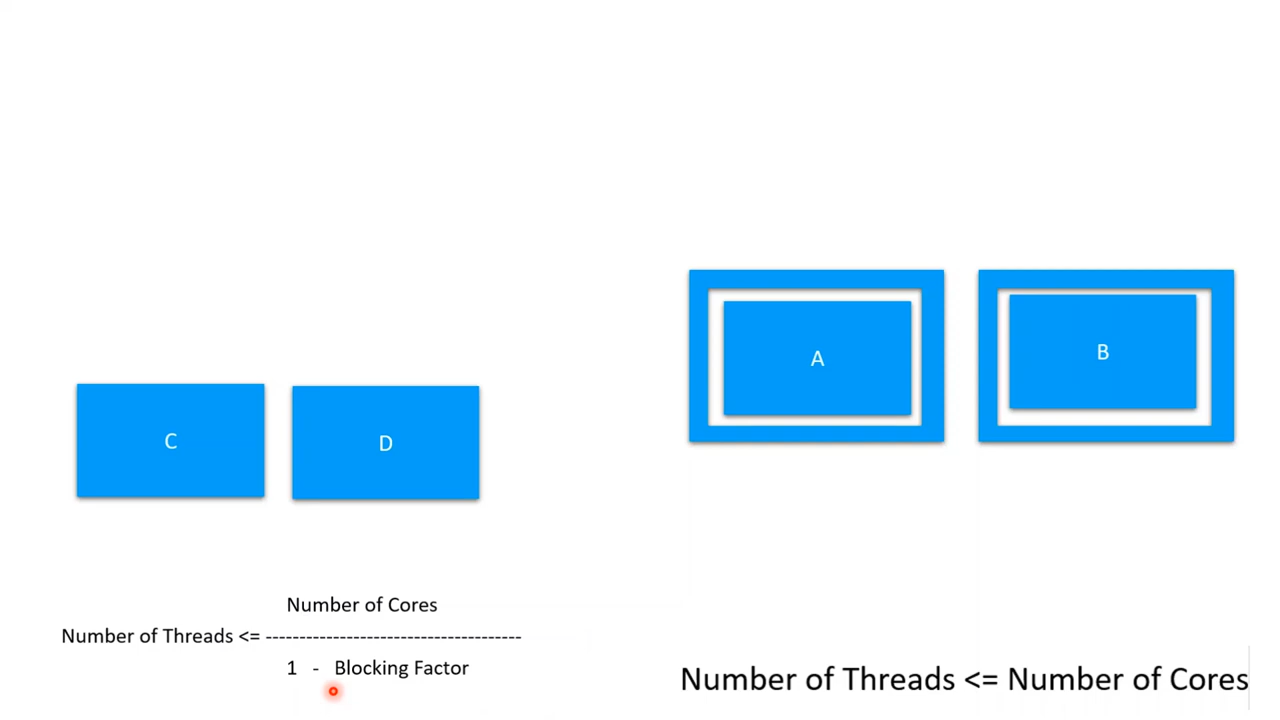 A
B
C
D
Number of Cores
Number of Threads <= --------------------------------------
1 - Blocking Factor
Number of Threads <= Number of Cores